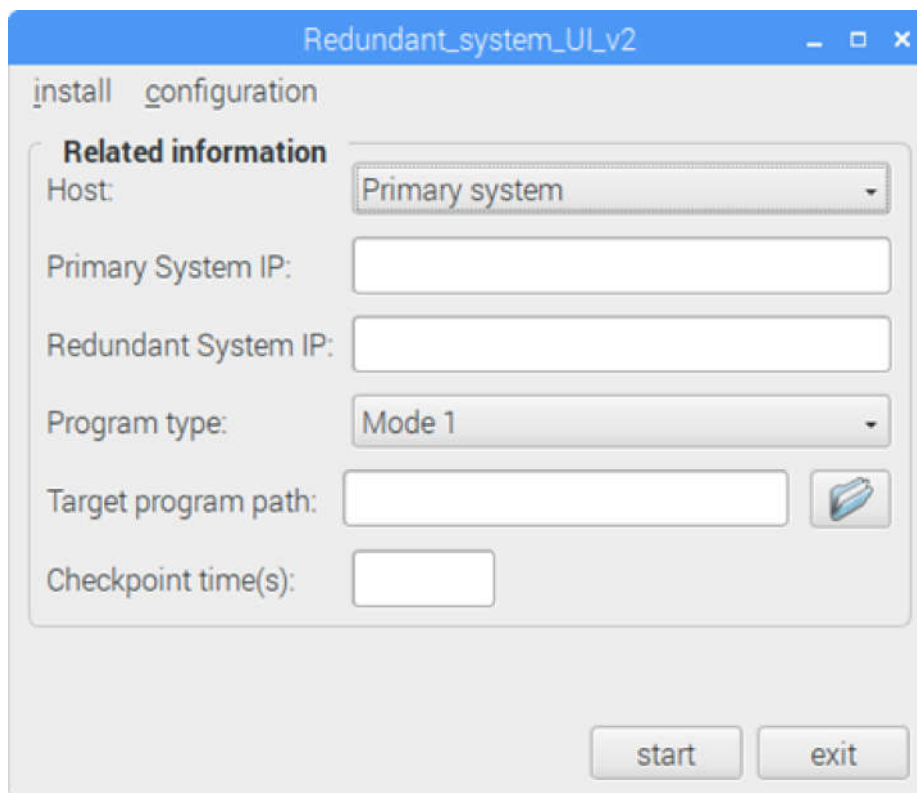 Redundant_system_UI_v2
install configuration
Related information
Host: Primary system
Primary System IP:
Redundant System IP:
Program type: Mode 1
Target program path:
Checkpoint time(s):
start exit